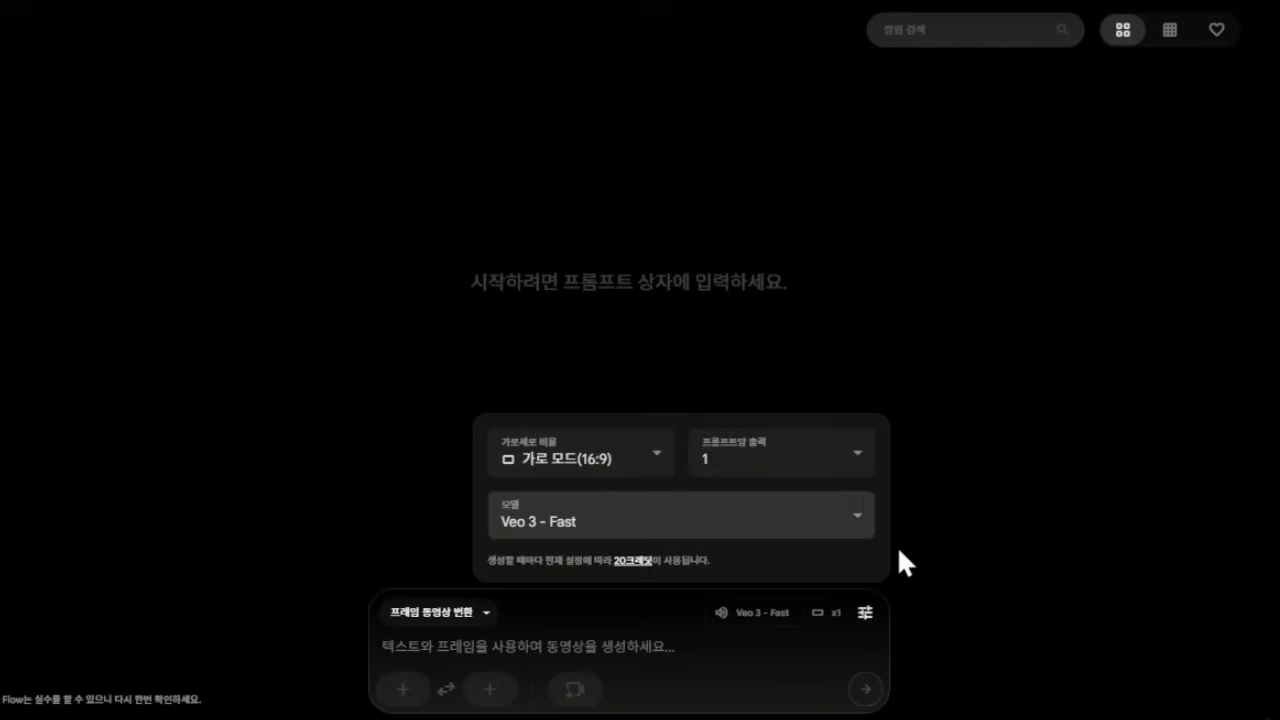 클립 검색
시작하려면 프롬프트 상자에 입력하세요.
가로세로 비율
가로 모드(16:9)
프롬프트당 출력
1
모델
Veo 3 - Fast
생성할 때마다 현재 설정에 따라 20크레딧이 사용됩니다.
프레임 동영상 변환
Veo 3 - Fast
x1
텍스트와 프레임을 사용하여 동영상을 생성하세요...
Flow는 실수를 할 수 있으니 다시 한번 확인하세요.